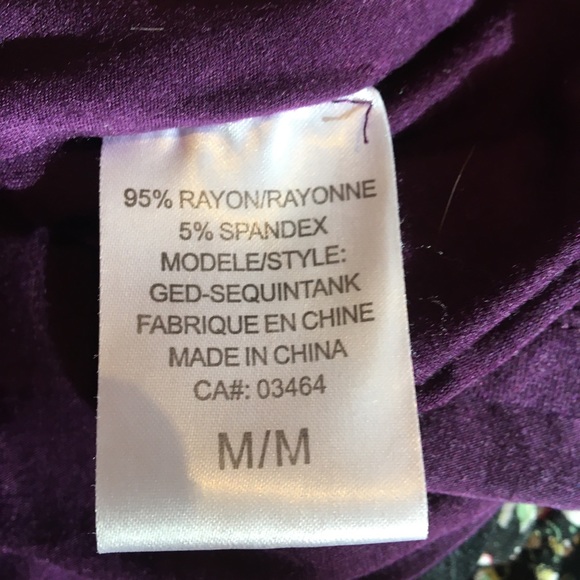 95% RAYON/RAYONNE
5% SPANDEX
MODELE/STYLE:
GED-SEQUINTANK
FABRIQUE EN CHINE
MADE IN CHINA
CA#: 03464
M/M